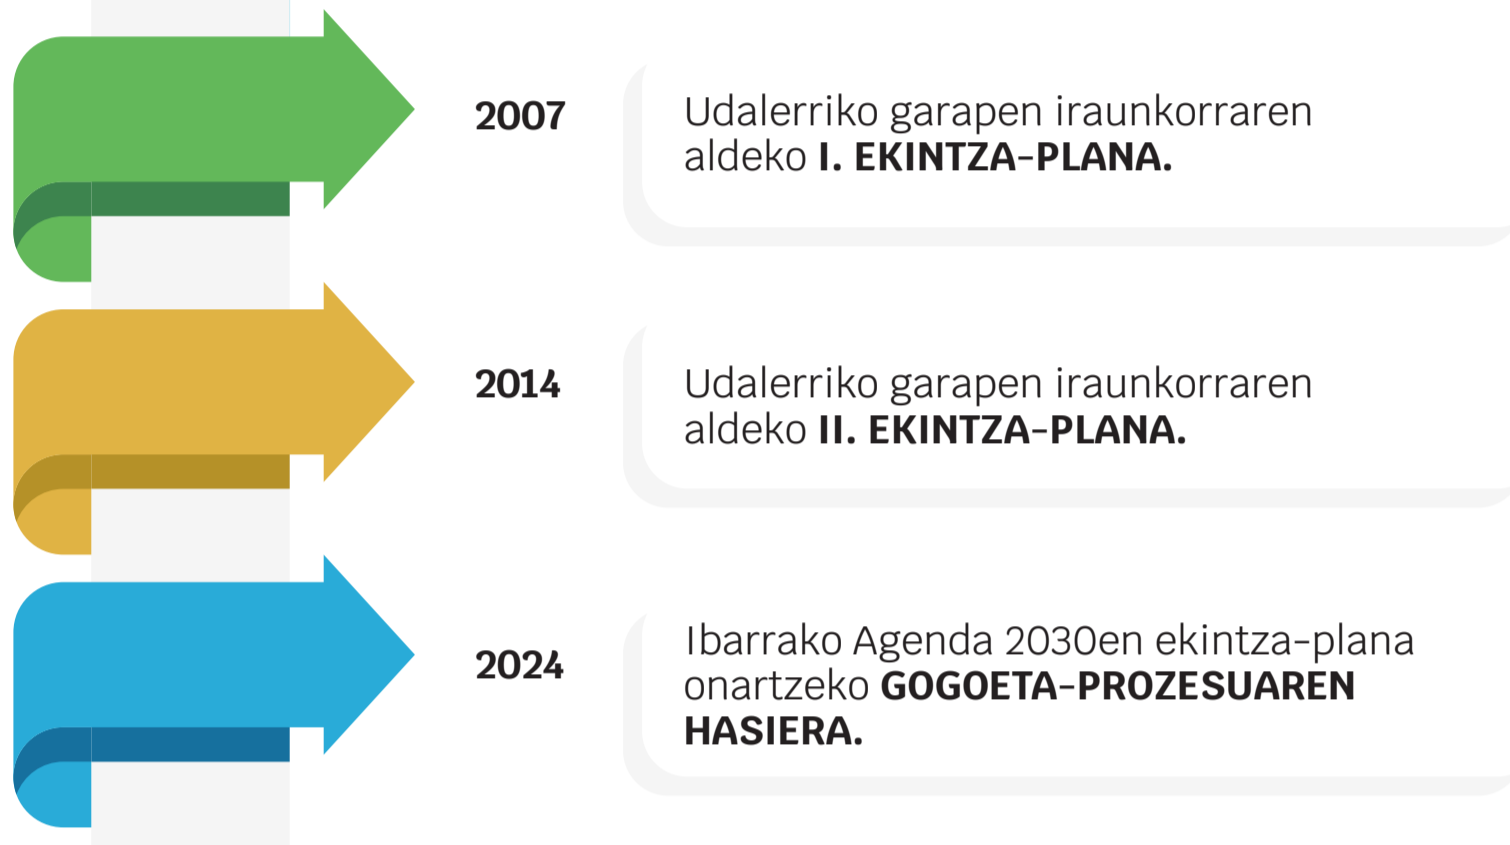 2007
Udalerriko garapen iraunkorraren
aldeko I. EKINTZA-PLANA.
2014
Udalerriko garapen iraunkorraren
aldeko II. EKINTZA-PLANA.
2024
Ibarrako Agenda 2030en ekintza-plana
onartzeko GOGOETA-PROZESUAREN
HASIERA.